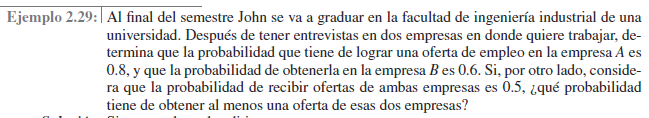 Ejemplo 2.29: Al final del semestre John se va a graduar en la facultad de ingeniería industrial de una
universidad. Después de tener entrevistas en dos empresas en donde quiere trabajar, de-
termina que la probabilidad que tiene de lograr una oferta de empleo en la empresa A es
0.8, y que la probabilidad de obtenerla en la empresa B es 0.6. Si, por otro lado, conside-
ra que la probabilidad de recibir ofertas de ambas empresas es 0.5, ¿qué probabilidad
tiene de obtener al menos una oferta de esas dos empresas?